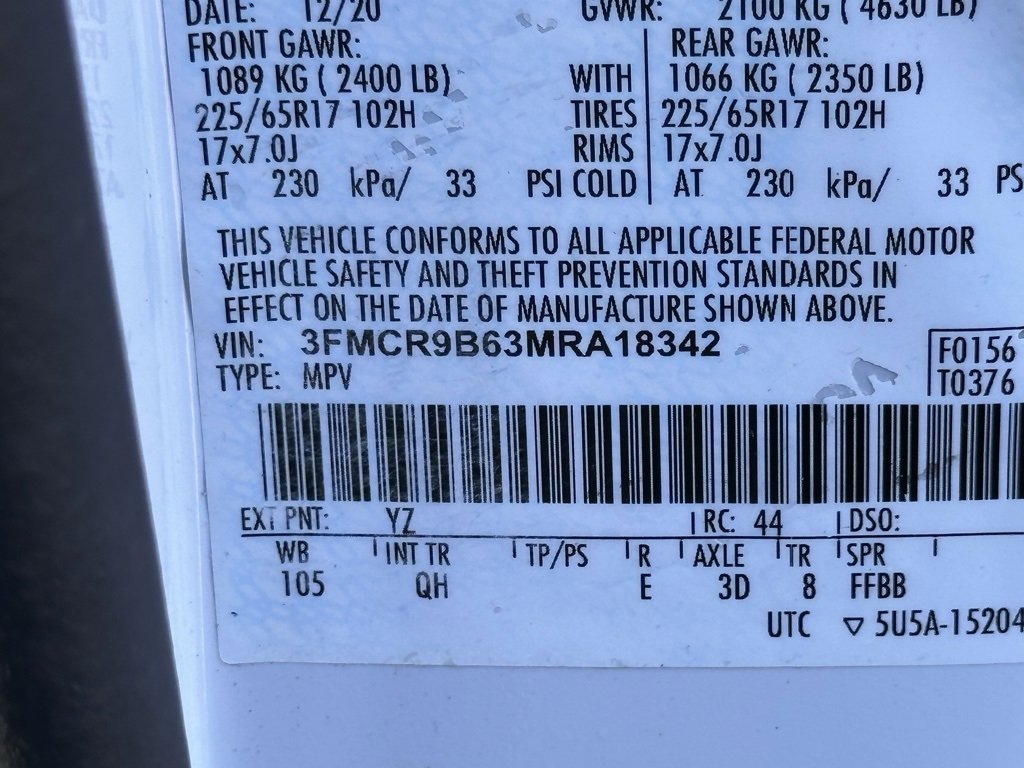 DATE: 12/20 GVWR: 2100 KG ( 4630 LB)
FRONT GAWR: REAR GAWR:
1089 KG ( 2400 LB) WITH 1066 KG ( 2350 LB)
225/65R17 102H TIRES 225/65R17 102H
17x7.0J RIMS 17x7.0J
AT 230 kPa/ 33 PSI COLD AT 230 kPa/ 33 PS
THIS VEHICLE CONFORMS TO ALL APPLICABLE FEDERAL MOTOR
VEHICLE SAFETY AND THEFT PREVENTION STANDARDS IN
EFFECT ON THE DATE OF MANUFACTURE SHOWN ABOVE.
VIN: 3FMCR9B63MRA18342 F0156
TYPE: MPV T0376
EXT PNT: YZ RC: 44 DSO:
WB INT TR TP/PS R AXLE TR SPR
105 QH E 3D 8 FFBB
UTC ▽ 5U5A-15204